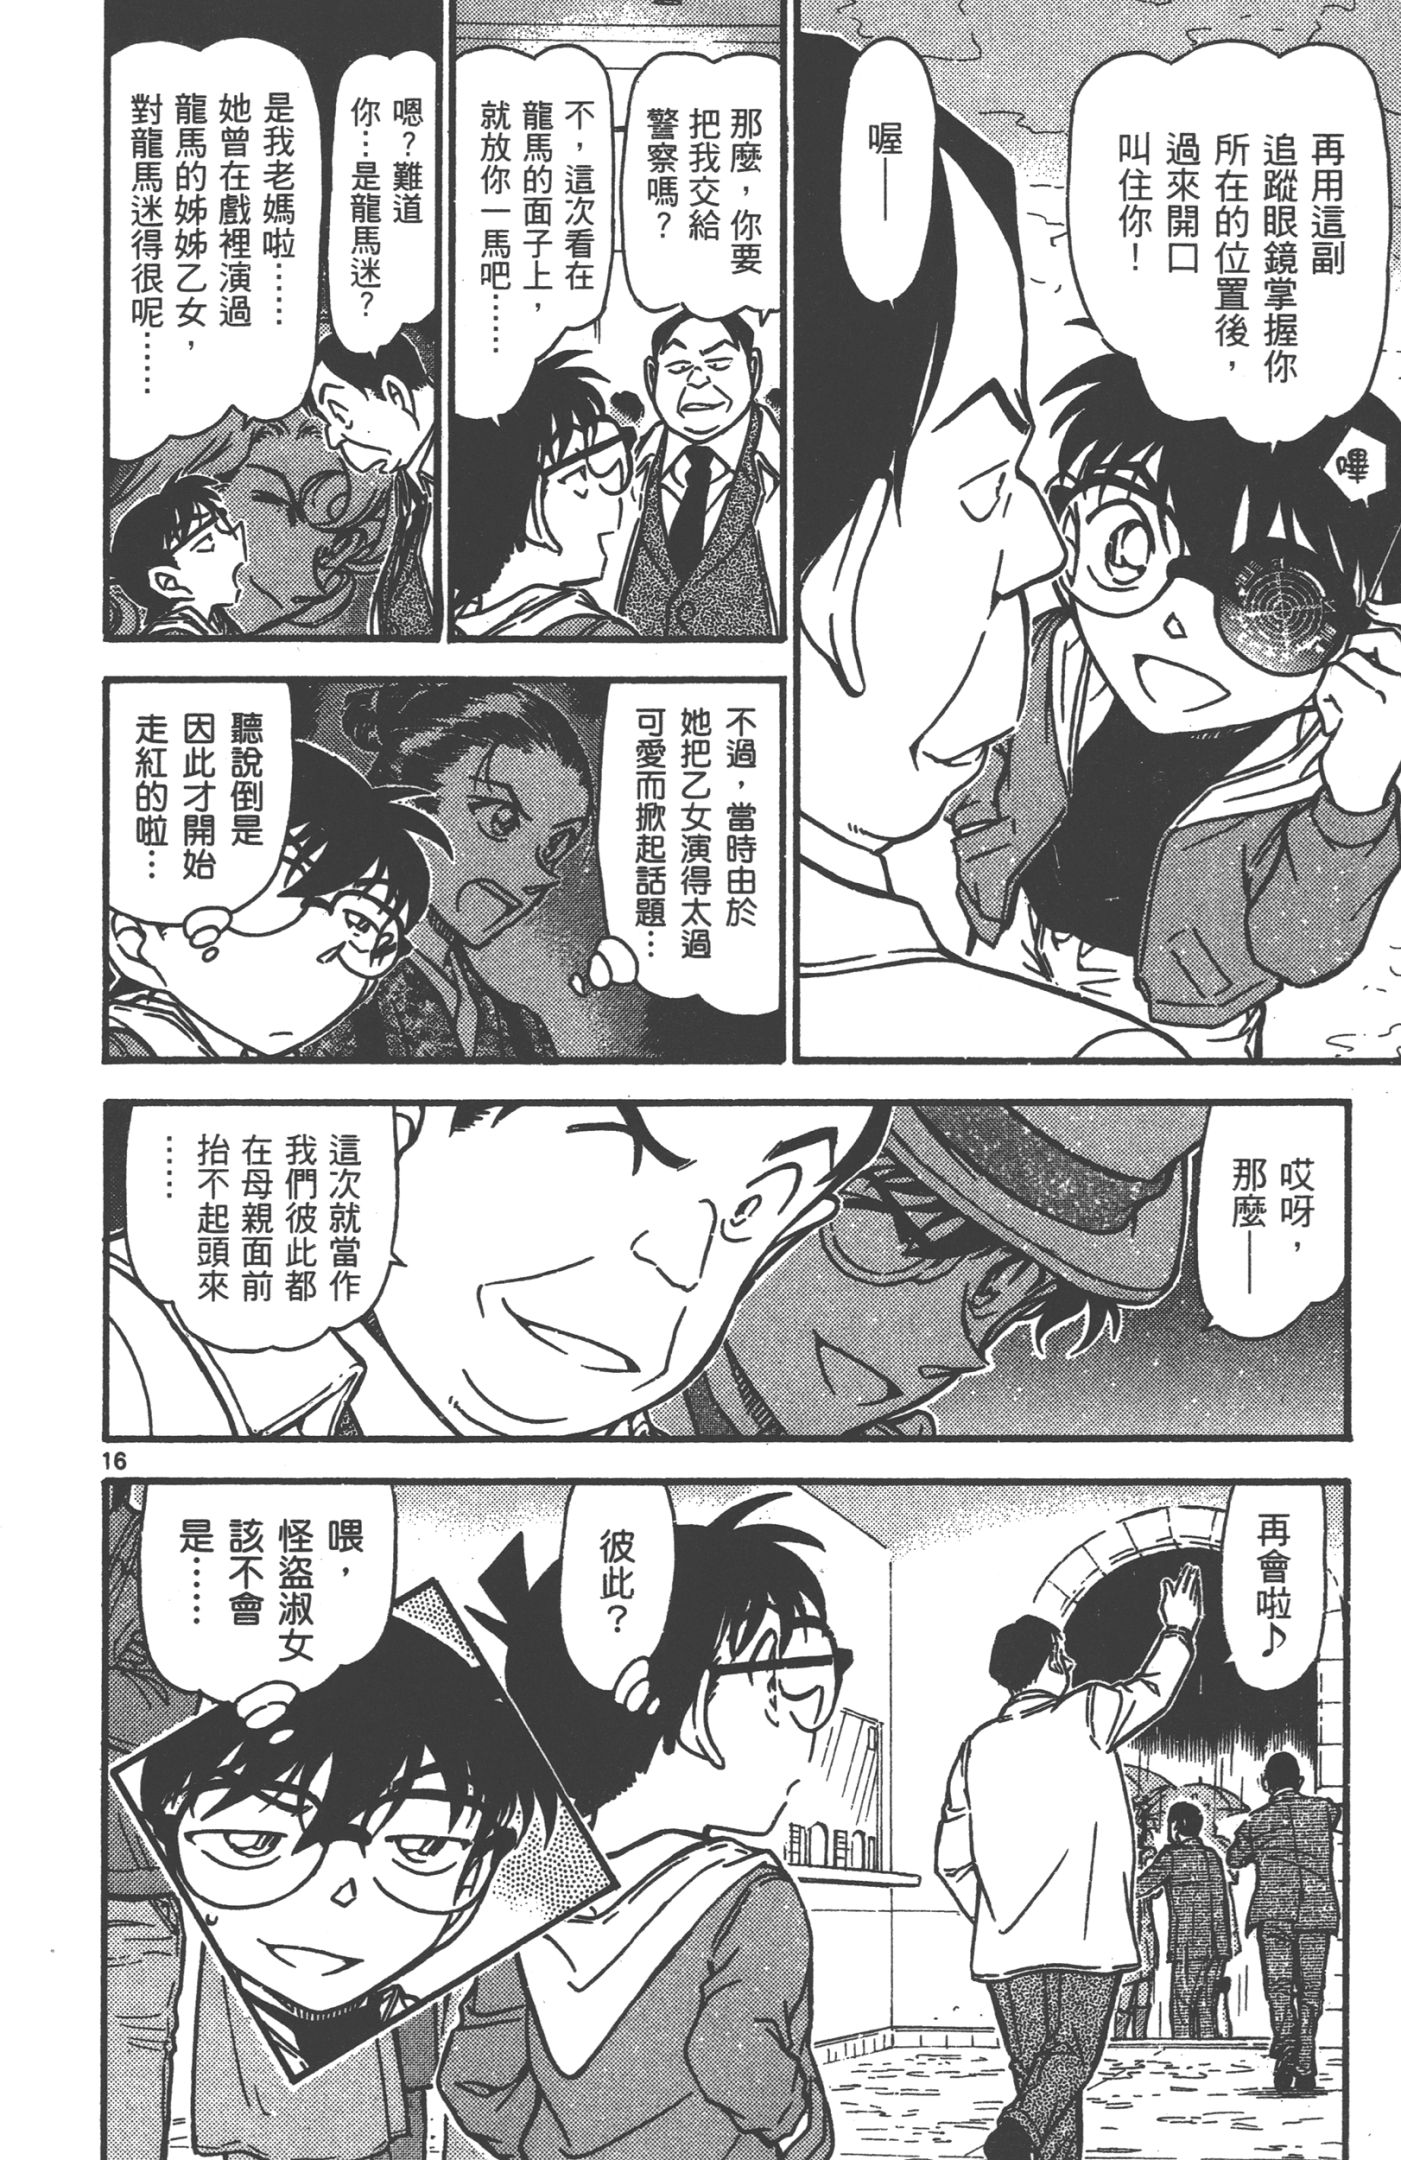 再用這副
追蹤眼鏡掌握你
所在的位置後，
過來開口
叫住你！
嗶
喔——
那麼，你要
把我交給
警察嗎？
不，這次看在
龍馬的面子上，
就放你一馬吧……
嗯？難道
你…是龍馬迷？
是我老媽啦……
她曾在戲裡演過
龍馬的姊姊乙女，
對龍馬迷得很呢……
不過，當時由於
她把乙女演得太過
可愛而掀起話題…
聽說倒是
因此才開始
走紅的啦…
哎呀，
那麼——
這次就當作
我們彼此都
在母親面前
抬不起頭來
……
16
再會啦♪
彼此？
喂，
怪盜淑女
該不會
是……